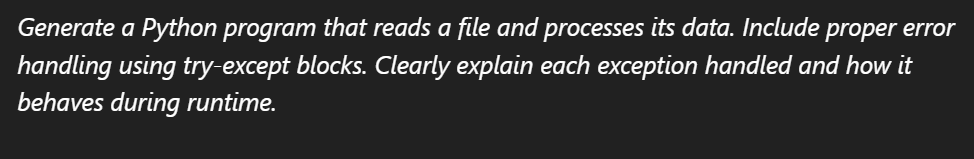 Generate a Python program that reads a file and processes its data. Include proper error
handling using try-except blocks. Clearly explain each exception handled and how it
behaves during runtime.